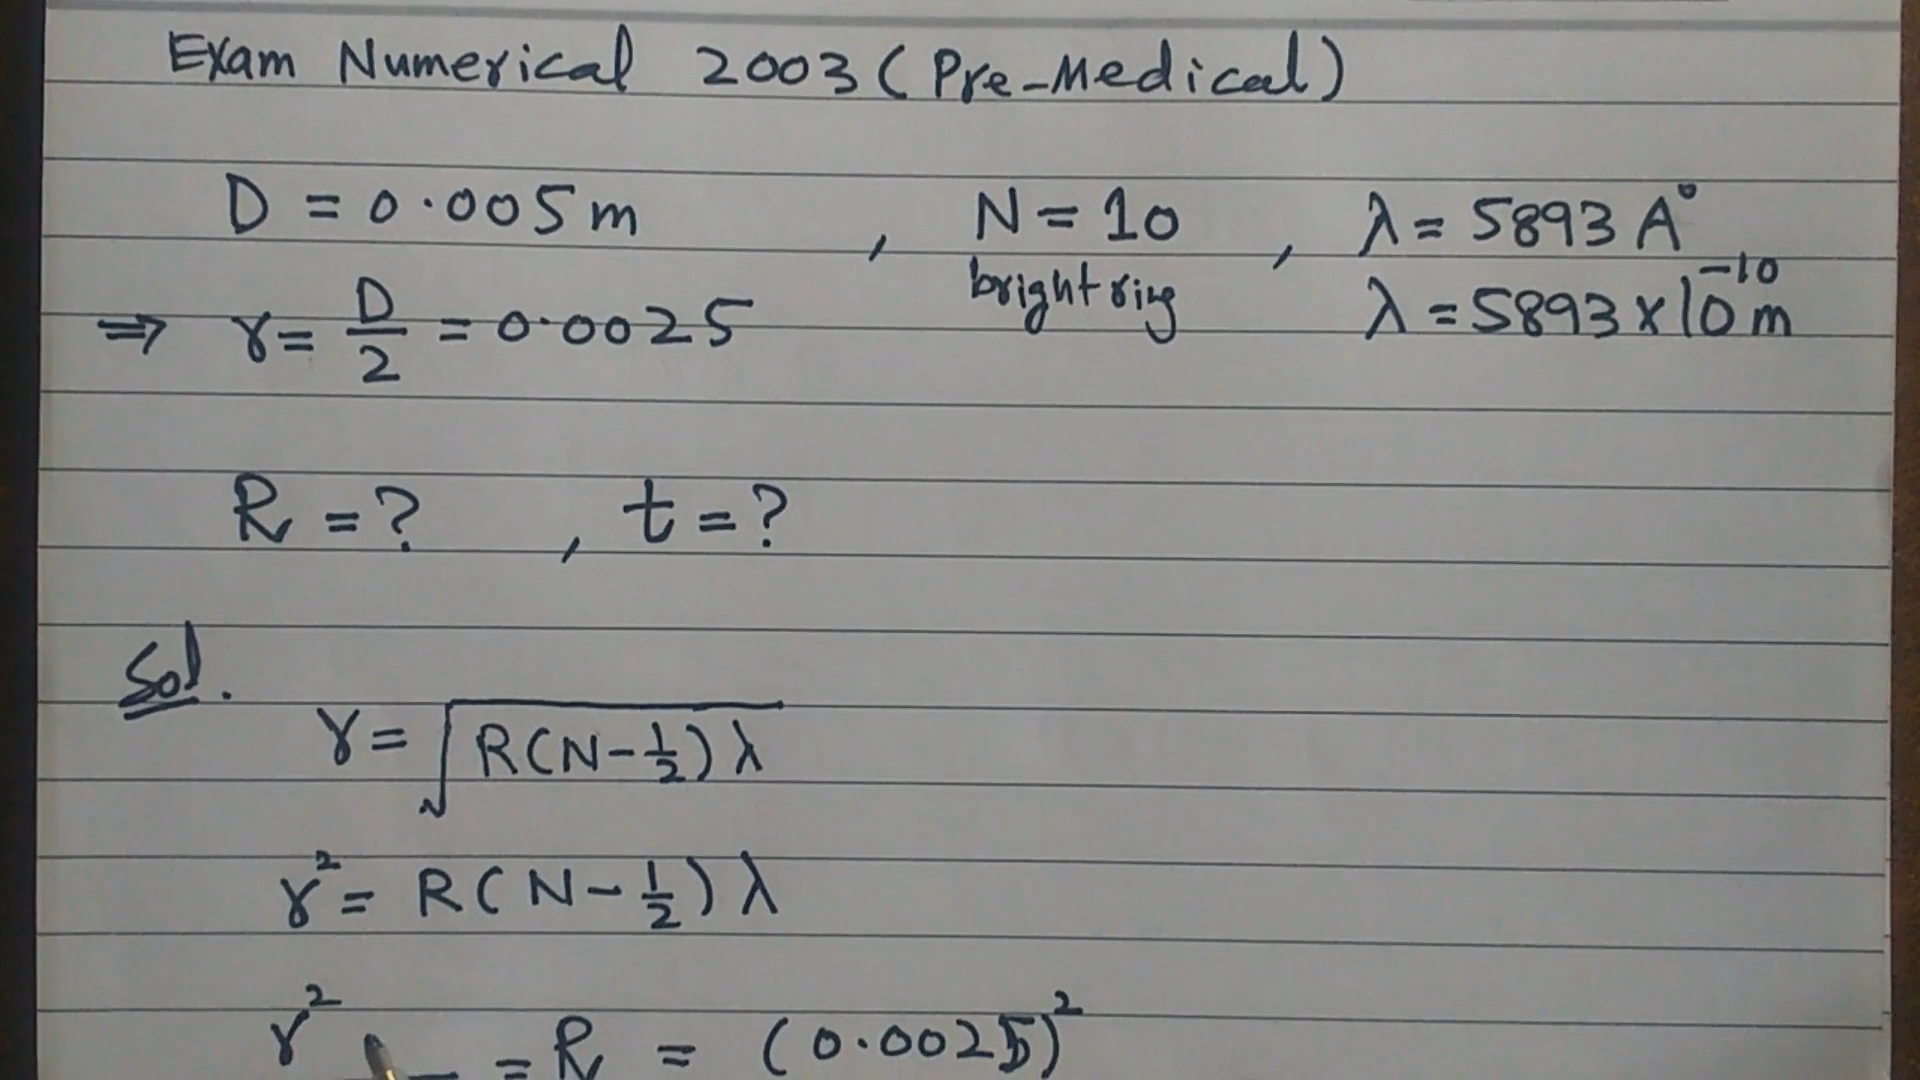 Exam Numerical 2003 (Pre-Medical)
D = 0.005m , N = 10 , λ = 5893 A°
bright ring
⇒ r = D/2 = 0.0025 λ = 5893 x 10⁻¹⁰ m
R = ? , t = ?
Sol.
r = √R(N-1/2)λ
r² = R(N-1/2)λ
r² = R = (0.0025)²